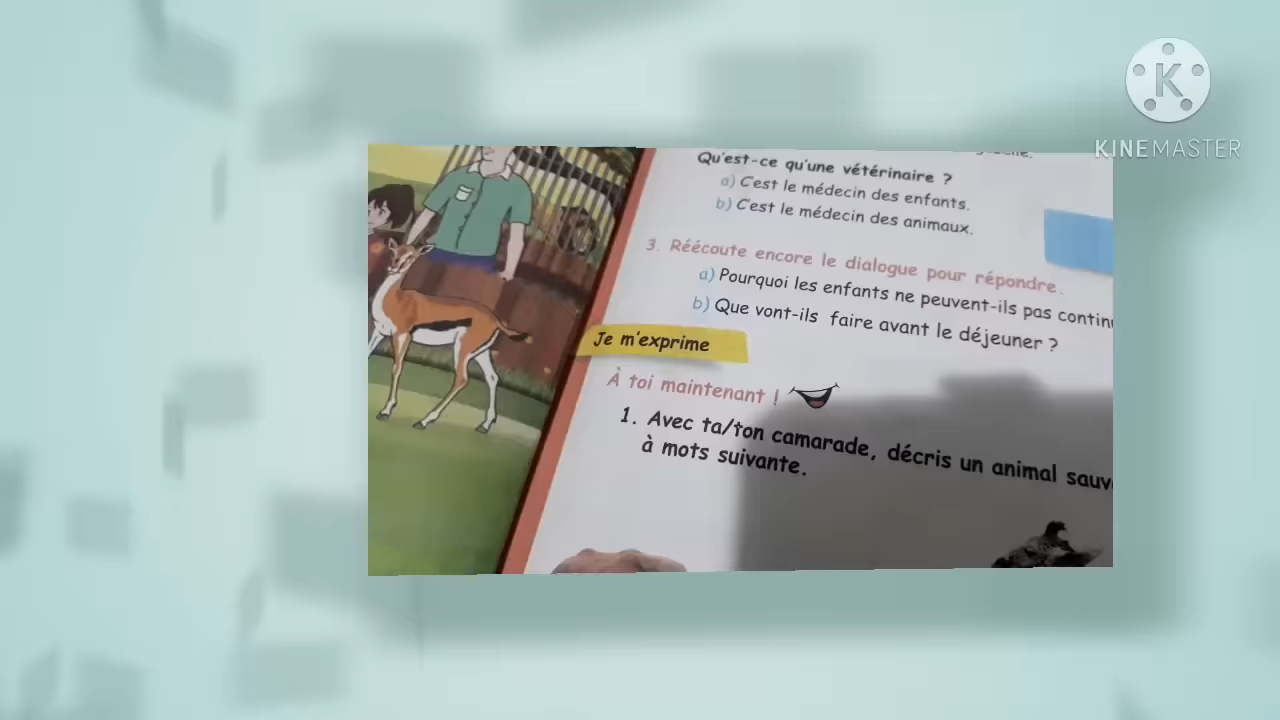 Qu'est-ce qu'une vétérinaire ?
a) C'est le médecin des enfants.
b) C'est le médecin des animaux.
3. Réécoute encore le dialogue pour répondre.
a) Pourquoi les enfants ne peuvent-ils pas
b) Que vont-ils faire avant le déjeuner ?
Je m'exprime
À toi maintenant !
1. Avec ta/ton camarade, décris un animal
à mots suivante.
K
KINEMASTER